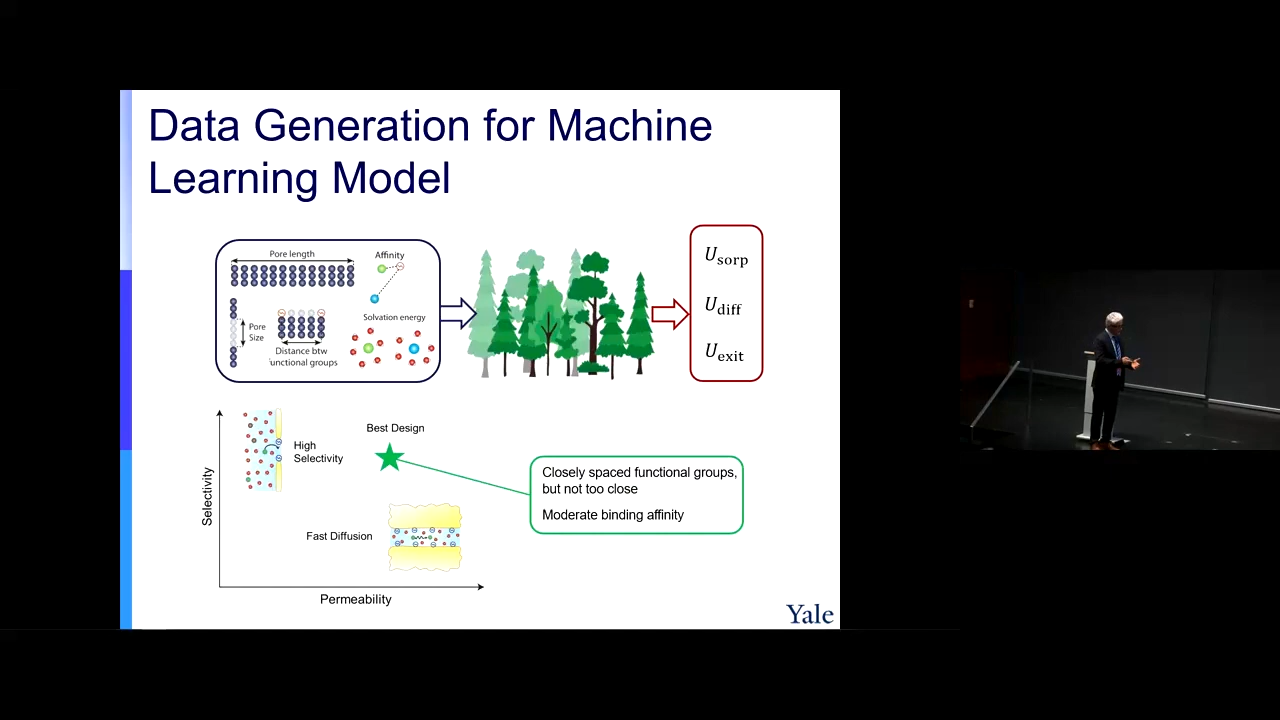 Data Generation for Machine
Learning Model
Pore length
Affinity
Pore
Size
Distance btw
functional groups
Solvation energy
U_sorp
U_diff
U_exit
Selectivity
High
Selectivity
Best Design
Fast Diffusion
Permeability
Closely spaced functional groups,
but not too close
Moderate binding affinity
Yale